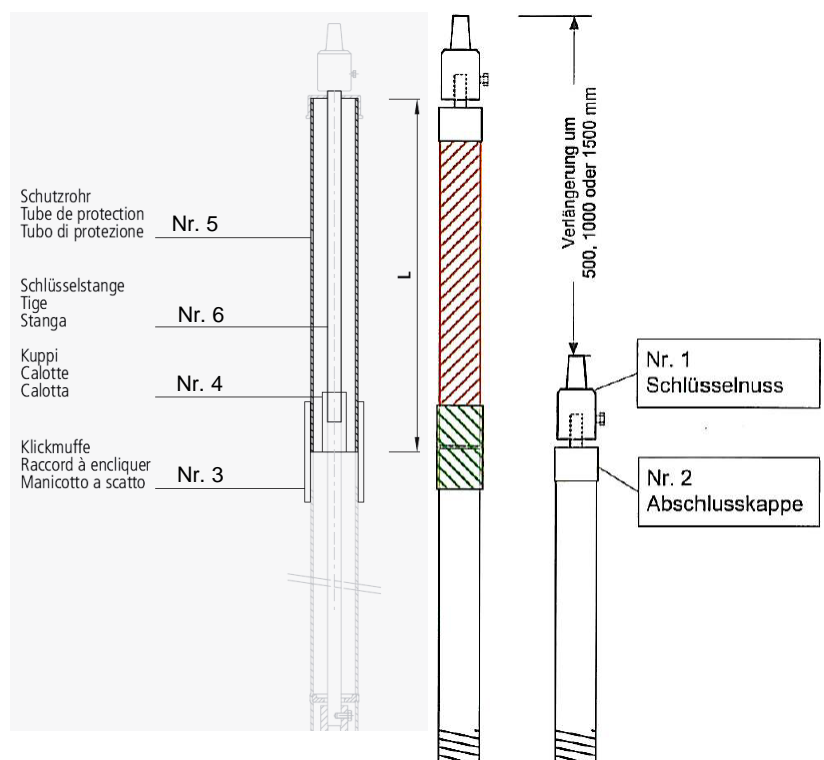 Schutzrohr
Tube de protection
Tubo di protezione
Nr. 5
Schlüsselstange
Tige
Stanga
Nr. 6
Kuppi
Calotte
Calotta
Nr. 4
Klickmuffe
Raccord à encliquer
Manicotto a scatto
Nr. 3
L
Verlängerung um
500, 1000 oder 1500 mm
Nr. 1
Schlüsselnuss
Nr. 2
Abschlusskappe